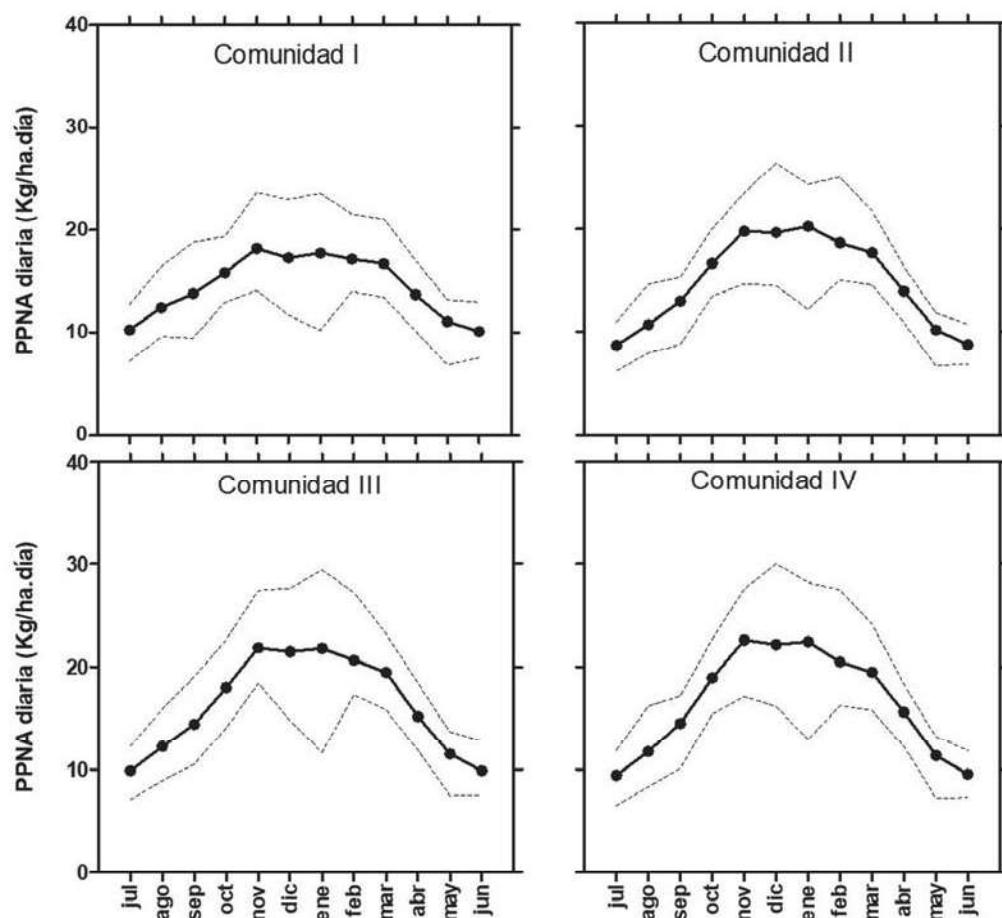 Comunidad I
Comunidad II
PPNA diaria (Kg/ha.día)
40
30
20
10
0
Comunidad III
Comunidad IV
PPNA diaria (Kg/ha.día)
40
30
20
10
0
jul
ago
sep
oct
nov
dic
ene
feb
mar
abr
may
jun
jul
ago
sep
oct
nov
dic
ene
feb
mar
abr
may
jun